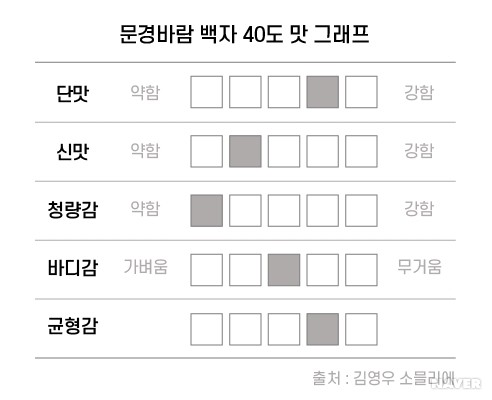 문경바람 백자 40도 맛 그래프
단맛 약함 강함
신맛 약함 강함
청량감 약함 강함
바디감 가벼움 무거움
균형감
출처 : 김영우 소믈리에
NAVER